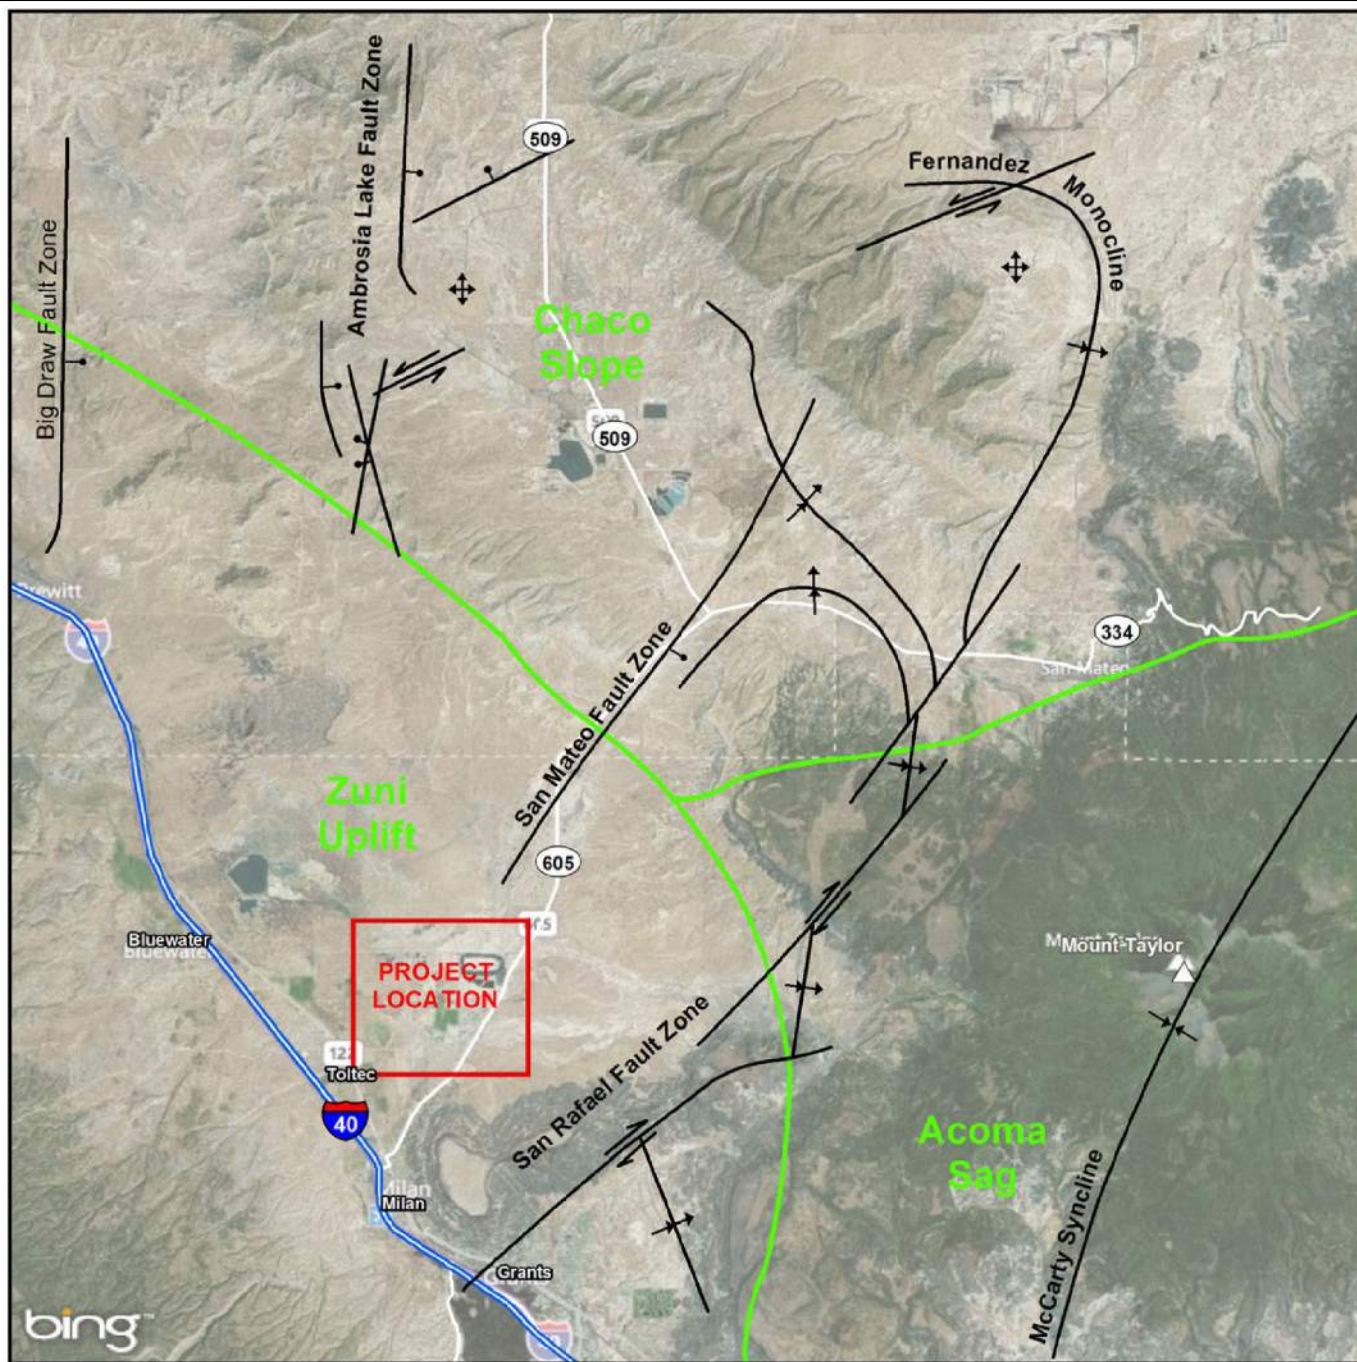 Ambrosia Lake Fault Zone
509
Fernandez
Monocline
Big Draw Fault Zone
Chaco
Slope
509
334
San Mateo
San Mateo Fault Zone
Zuni
Uplift
605
Bluewater
Bluewater
PROJECT
LOCATION
Mount Taylor
122
Toltec
40
San Rafael Fault Zone
Acoma
Sag
Milan
Milan
McCarty Syncline
Grants
bing